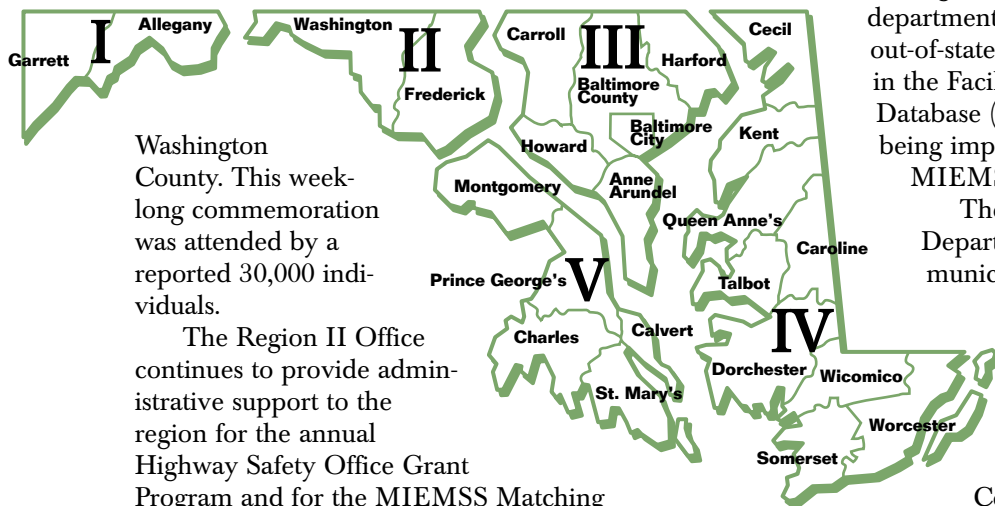 I
Garrett
Allegany
II
Washington
Frederick
III
Carroll
Harford
Baltimore
County
Baltimore
City
Howard
Anne
Arundel
Cecil
Kent
Queen Anne's
Caroline
Talbot
IV
Dorchester
Wicomico
Worcester
Somerset
V
Montgomery
Prince George's
Charles
Calvert
St. Mary's
Washington
County. This week-
long commemoration
was attended by a
reported 30,000 indi-
viduals.
The Region II Office
continues to provide admin-
istrative support to the
region for the annual
Highway Safety Office Grant
Program and for the MIEMSS Matching
department
out-of-state
in the Facil
Database (
being imp
MIEMS
The
Depart
munic
Co